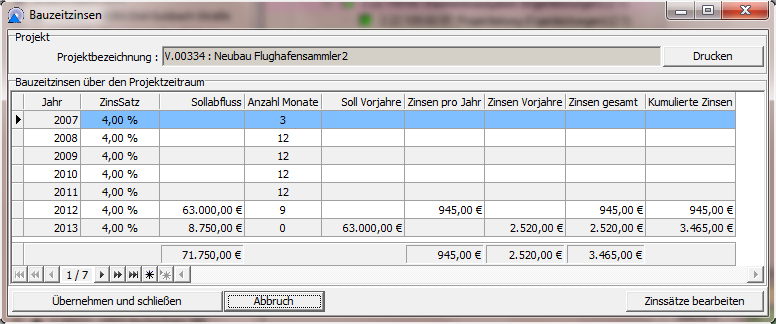 Bauzeitzinsen
Projekt
Projektbezeichnung : V.00334 : Neubau Flughafensammler2 Drucken
Bauzeitzinsen über den Projektzeitraum
Jahr ZinsSatz Sollabfluss Anzahl Monate Soll Vorjahre Zinsen pro Jahr Zinsen Vorjahre Zinsen gesamt Kumulierte Zinsen
2007 4,00 % 3
2008 4,00 % 12
2009 4,00 % 12
2010 4,00 % 12
2011 4,00 % 12
2012 4,00 % 63.000,00 € 9 945,00 € 945,00 € 945,00 €
2013 4,00 % 8.750,00 € 0 63.000,00 € 2.520,00 € 2.520,00 € 3.465,00 €
71.750,00 € 945,00 € 2.520,00 € 3.465,00 €
1 / 7
Übernehmen und schließen Abbruch Zinssätze bearbeiten